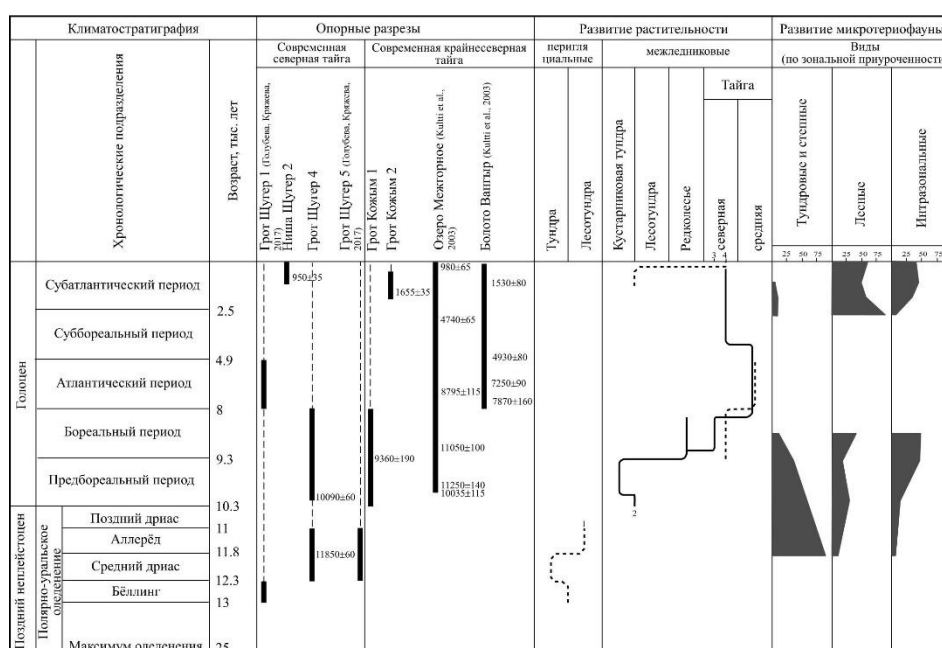 Климатостратиграфия
Опорные разрезы
Развитие растительности
Развитие микротериофауны
Современная
северная тайга
Современная крайнесеверная
тайга
перигля
циальные
межледниковые
Виды
(по зональной приуроченности
Тайга
Хронологические подразделения
Возраст, тыс. лет
Грот Щугер 1 (Голубева, Кряжева,
2017)
Ниша Щугер 2
Грот Щугер 4
Грот Щугер 5 (Голубева, Кряжева,
2017)
Грот Кожым 1
Грот Кожым 2
Озеро Межгорное (Kultti et al.,
2003)
Болото Ваптыр (Kultti et al., 2003)
Тундра
Лесотундра
Кустарниковая тундра
Лесотундра
Редколесье
северная
средняя
Тундровые и степные
Лесные
Интразональные
3 4
25 50 75
25 50 75
25 50 75
Голоцен
Субатлантический период
950±35
1655±35
980±65
1530±80
2.5
Суббореальный период
4740±65
4930±80
4.9
Атлантический период
7250±90
8795±115
7870±160
8
Бореальный период
11050±100
9.3
9360±190
Предбореальный период
10090±60
11250±140
10035±115
10.3
2
Поздний неплейстоцен
Полярно-уральское
оледенение
Поздний дриас
11
Аллерёд
11850±60
11.8
Средний дриас
12.3
Бёллинг
13
Максимум оледенения
25